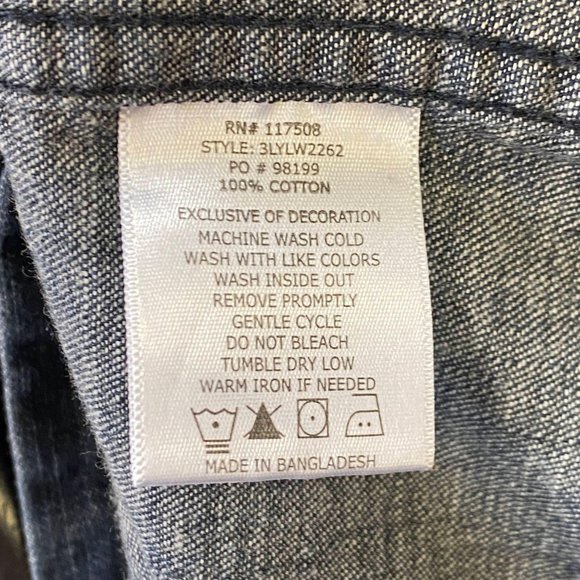 RN# 117508
STYLE: 3LYLW2262
PO # 98199
100% COTTON
EXCLUSIVE OF DECORATION
MACHINE WASH COLD
WASH WITH LIKE COLORS
WASH INSIDE OUT
REMOVE PROMPTLY
GENTLE CYCLE
DO NOT BLEACH
TUMBLE DRY LOW
WARM IRON IF NEEDED
MADE IN BANGLADESH